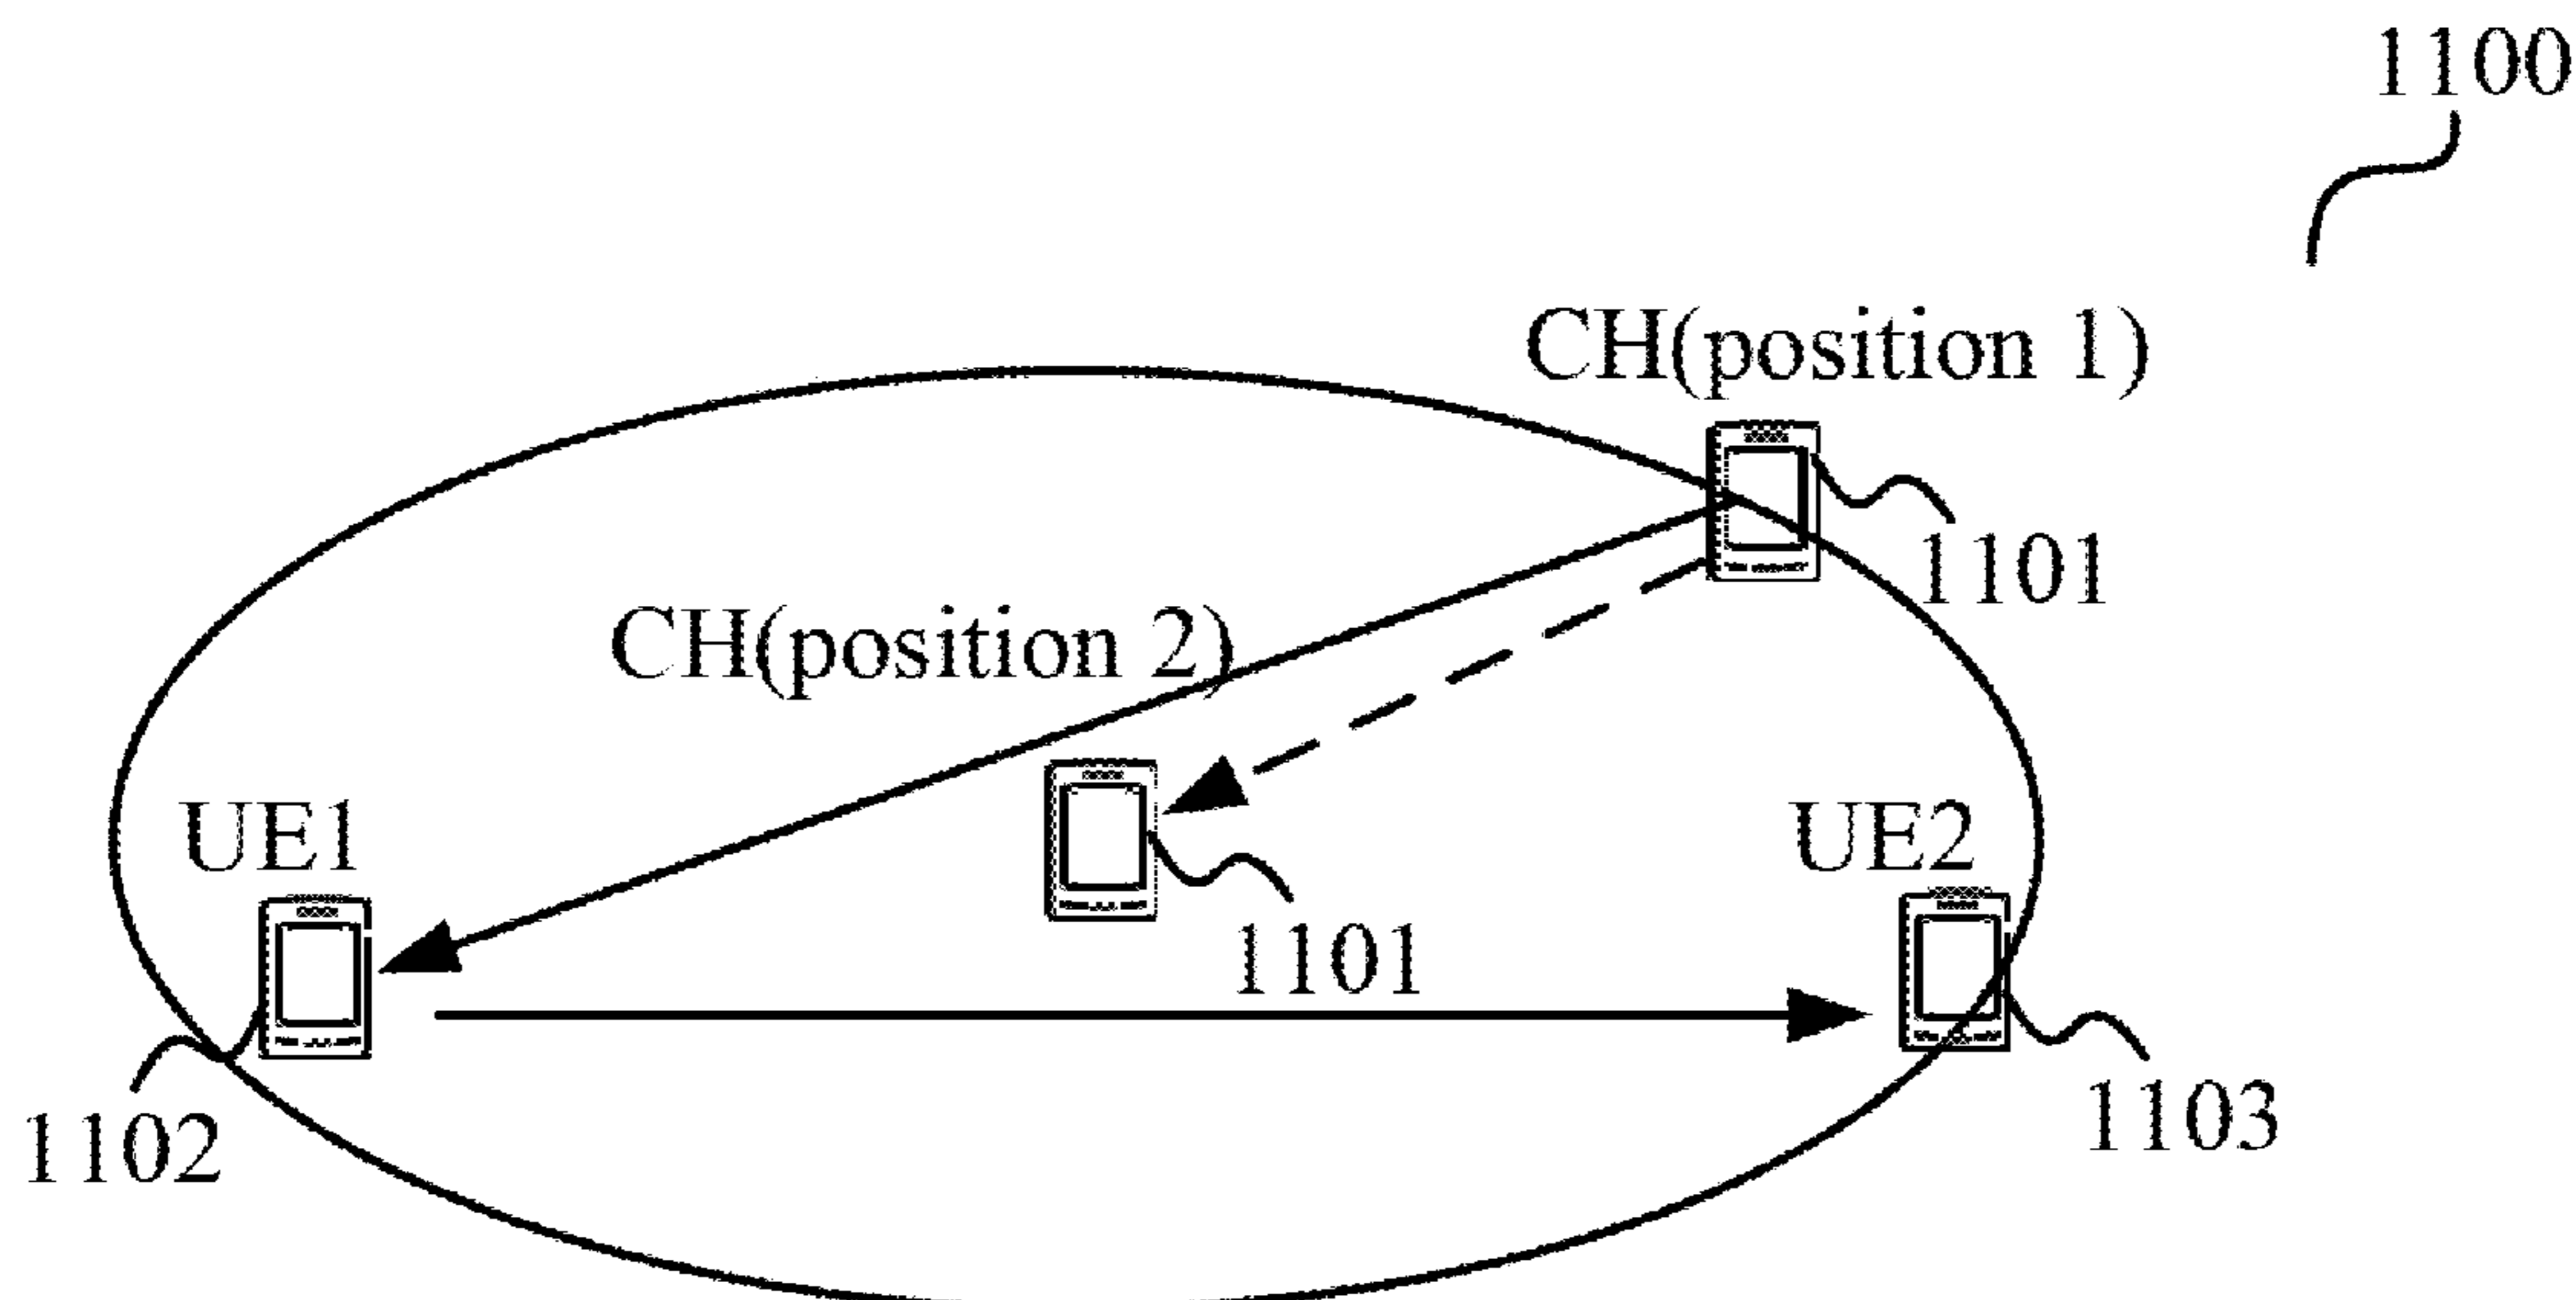 1100
CH(position 1)
1101
CH(position 2)
UE1
UE2
1101
1102
1103